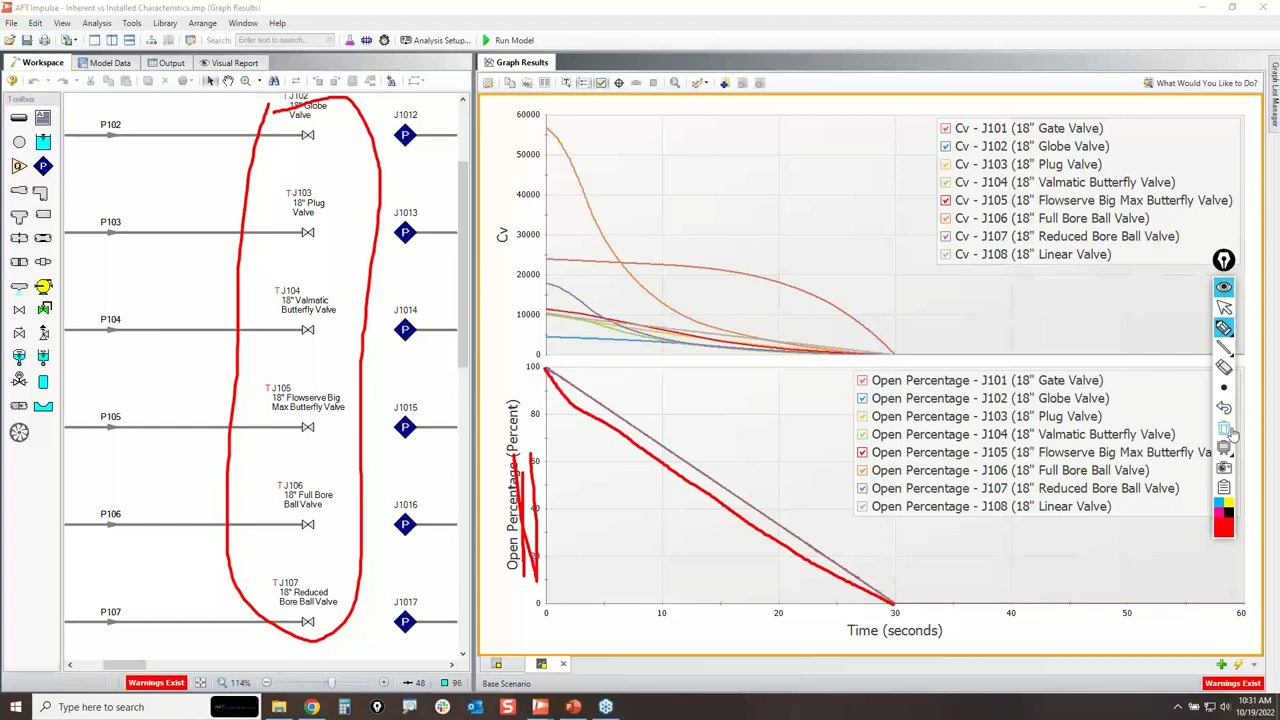 AFT Impulse - Inherent vs Installed Characteristics.imp (Graph Results)
File Edit View Analysis Tools Library Arrange Window Help
Search: Enter text to search... Analysis Setup... Run Model
Workspace Model Data Output Visual Report
Graph Results
What Would You Like to Do?
Graph List Manager
Toolbox
J102
18" Globe
Valve
P102
J1012
P
J103
18" Plug
Valve
P103
J1013
P
J104
18" Valmatic
Butterfly Valve
P104
J1014
P
J105
18" Flowserve Big
Max Butterfly Valve
P105
J1015
P
J106
18" Full Bore
Ball Valve
P106
J1016
P
J107
18" Reduced
Bore Ball Valve
P107
J1017
P
Cv
60000
50000
40000
30000
20000
10000
0
Cv - J101 (18" Gate Valve)
Cv - J102 (18" Globe Valve)
Cv - J103 (18" Plug Valve)
Cv - J104 (18" Valmatic Butterfly Valve)
Cv - J105 (18" Flowserve Big Max Butterfly Valve)
Cv - J106 (18" Full Bore Ball Valve)
Cv - J107 (18" Reduced Bore Ball Valve)
Cv - J108 (18" Linear Valve)
Open Percentage (Percent)
100
80
60
40
20
0
Open Percentage - J101 (18" Gate Valve)
Open Percentage - J102 (18" Globe Valve)
Open Percentage - J103 (18" Plug Valve)
Open Percentage - J104 (18" Valmatic Butterfly Valve)
Open Percentage - J105 (18" Flowserve Big Max Butterfly Va
Open Percentage - J106 (18" Full Bore Ball Valve)
Open Percentage - J107 (18" Reduced Bore Ball Valve)
Open Percentage - J108 (18" Linear Valve)
0 10 20 30 40 50 60
Time (seconds)
Warnings Exist 114% 48 96 Base Scenario Warnings Exist
Type here to search
10:31 AM
10/19/2022